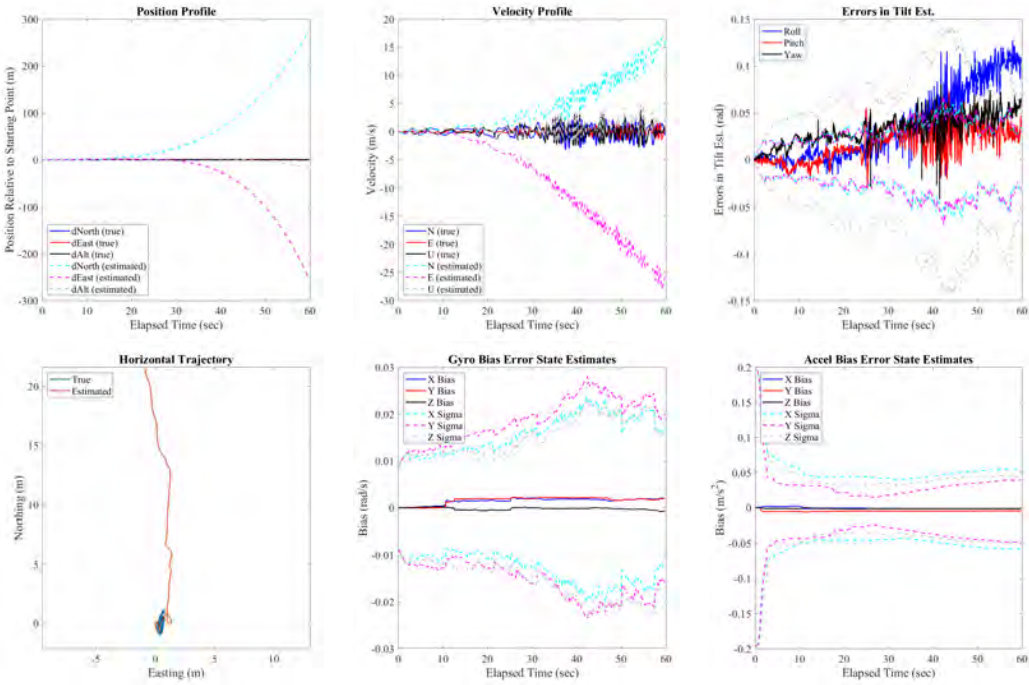 Position Profile
Position Relative to Starting Point (m)
300
200
100
0
-100
-200
-300
0 10 20 30 40 50 60
Elapsed Time (sec)
dNorth (true)
dEast (true)
dAlt (true)
dNorth (estimated)
dEast (estimated)
dAlt (estimated)
Velocity Profile
Velocity (m/s)
20
15
10
5
0
-5
-10
-15
-20
-25
-30
0 10 20 30 40 50 60
Elapsed Time (sec)
N (true)
E (true)
U (true)
N (estimated)
E (estimated)
U (estimated)
Errors in Tilt Est.
Errors in Tilt Est. (rad)
0.15
0.1
0.05
0
-0.05
-0.1
-0.15
0 10 20 30 40 50 60
Elapsed Time (sec)
Roll
Pitch
Yaw
Horizontal Trajectory
Northing (m)
20
15
10
5
0
-5 0 5 10
Easting (m)
True
Estimated
Gyro Bias Error State Estimates
Bias (rad/s)
0.03
0.02
0.01
0
-0.01
-0.02
-0.03
0 10 20 30 40 50 60
Elapsed Time (sec)
X Bias
Y Bias
Z Bias
X Sigma
Y Sigma
Z Sigma
Accel Bias Error State Estimates
Bias (m/s²)
0.2
0.15
0.1
0.05
0
-0.05
-0.1
-0.15
-0.2
0 10 20 30 40 50 60
Elapsed Time (sec)
X Bias
Y Bias
Z Bias
X Sigma
Y Sigma
Z Sigma